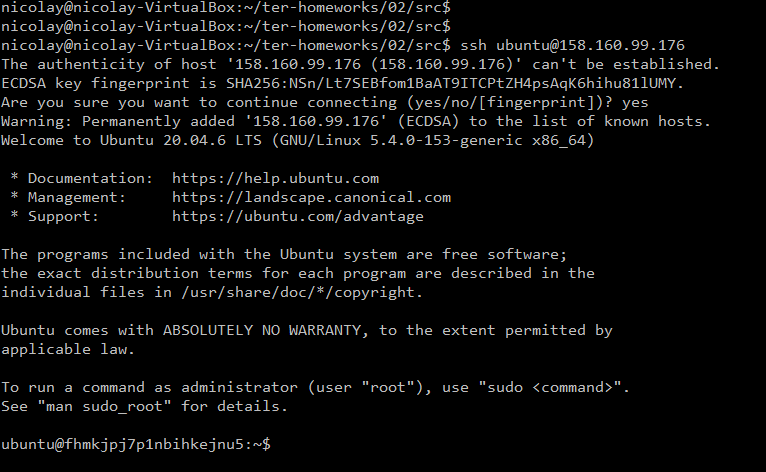 nicolay@nicolay-VirtualBox:~/ter-homeworks/02/src$
nicolay@nicolay-VirtualBox:~/ter-homeworks/02/src$
nicolay@nicolay-VirtualBox:~/ter-homeworks/02/src$ ssh ubuntu@158.160.99.176
The authenticity of host '158.160.99.176 (158.160.99.176)' can't be established.
ECDSA key fingerprint is SHA256:NSn/Lt7SEBfom1BaAT9ITCPtZH4psAqK6hihu81lUMY.
Are you sure you want to continue connecting (yes/no/[fingerprint])? yes
Warning: Permanently added '158.160.99.176' (ECDSA) to the list of known hosts.
Welcome to Ubuntu 20.04.6 LTS (GNU/Linux 5.4.0-153-generic x86_64)

 * Documentation:  https://help.ubuntu.com
 * Management:     https://landscape.canonical.com
 * Support:        https://ubuntu.com/advantage

The programs included with the Ubuntu system are free software;
the exact distribution terms for each program are described in the
individual files in /usr/share/doc/*/copyright.

Ubuntu comes with ABSOLUTELY NO WARRANTY, to the extent permitted by
applicable law.

To run a command as administrator (user "root"), use "sudo <command>".
See "man sudo_root" for details.

ubuntu@fhmkjpj7p1nbihkejnu5:~$